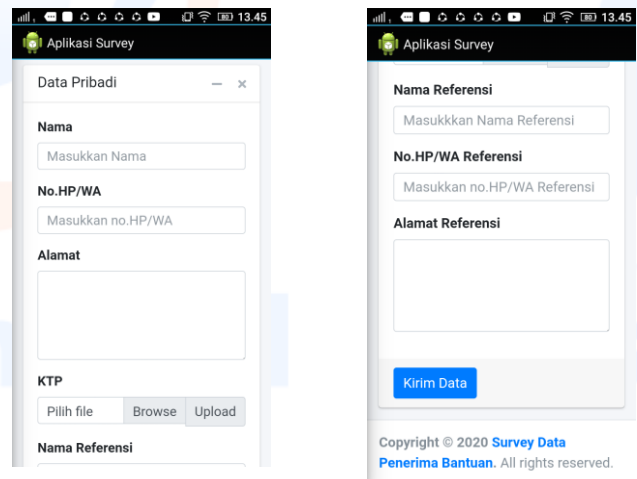 80 13.45
Aplikasi Survey
Data Pribadi
Nama
Masukkan Nama
No.HP/WA
Masukkan no.HP/WA
Alamat
KTP
Pilih file Browse Upload
Nama Referensi
80 13.45
Aplikasi Survey
Nama Referensi
Masukkkan Nama Referensi
No.HP/WA Referensi
Masukkan no.HP/WA Referensi
Alamat Referensi
Kirim Data
Copyright © 2020 Survey Data
Penerima Bantuan. All rights reserved.